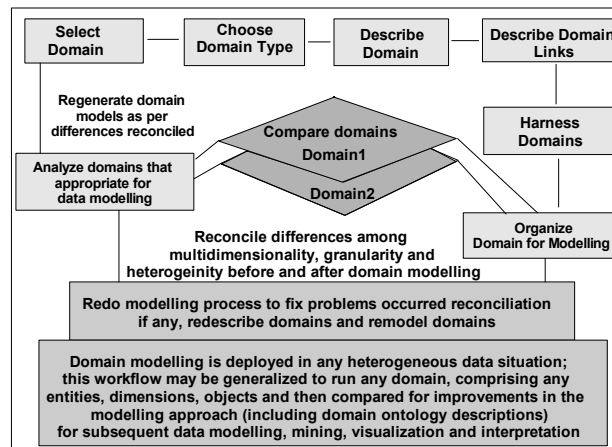 Select
Domain
Choose
Domain Type
Describe
Domain
Describe Domain
Links
Regenerate domain
models as per
differences reconciled
Compare domains
Domain1
Domain2
Harness
Domains
Analyze domains that
appropriate for
data modelling
Organize
Domain for Modelling
Reconcile differences among
multidimensionality, granularity and
heterogeinity before and after domain modelling
Redo modelling process to fix problems occurred reconciliation
if any, redescribe domains and remodel domains
Domain modelling is deployed in any heterogeneous data situation;
this workflow may be generalized to run any domain, comprising any
entities, dimensions, objects and then compared for improvements in the
modelling approach (including domain ontology descriptions)
for subsequent data modelling, mining, visualization and interpretation